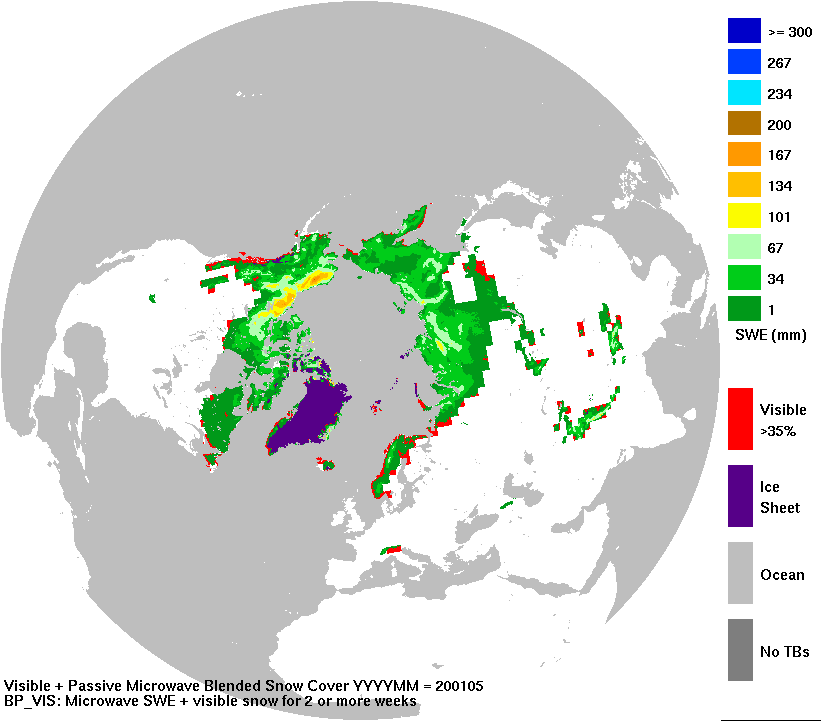 >= 300
267
234
200
167
134
101
67
34
1
SWE (mm)
Visible
>35%
Ice
Sheet
Ocean
No TBs
Visible + Passive Microwave Blended Snow Cover YYYYMM = 200105
BP_VIS: Microwave SWE + visible snow for 2 or more weeks